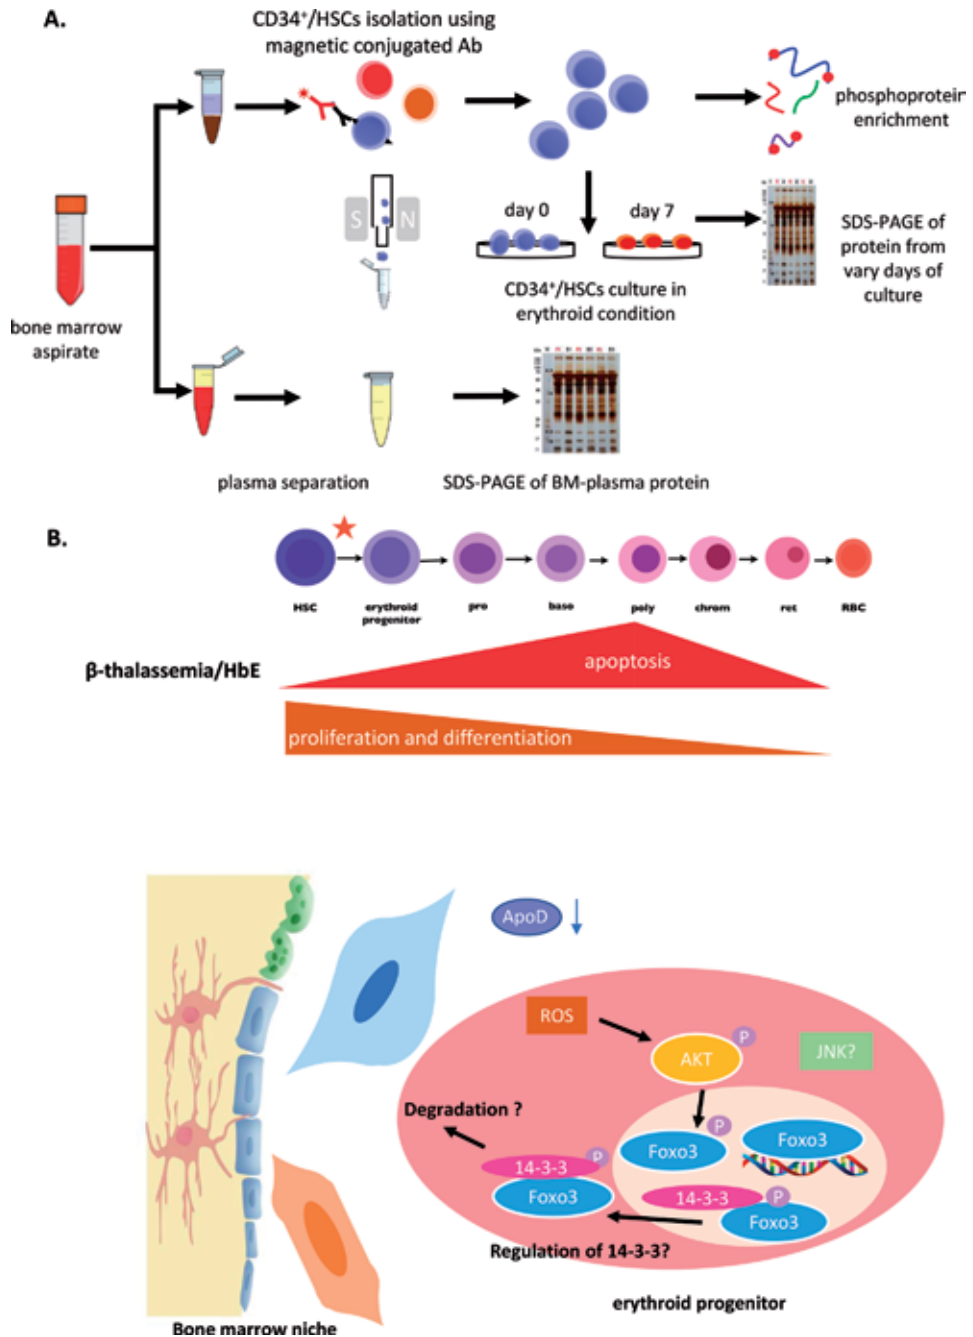 A.
CD34⁺/HSCs isolation using
magnetic conjugated Ab
phosphoprotein
enrichment
S N
day 0
day 7
SDS-PAGE of
protein from
vary days of
culture
CD34⁺/HSCs culture in
erythroid condition
bone marrow
aspirate
plasma separation
SDS-PAGE of BM-plasma protein
B.
HSC
erythroid
progenitor
pro
baso
poly
chrom
ret
RBC
β-thalassemia/HbE
apoptosis
proliferation and differentiation
ApoD
ROS
P
AKT
JNK?
Degradation ?
P
Foxo3
Foxo3
P
14-3-3
Foxo3
14-3-3
P
Foxo3
Regulation of 14-3-3?
erythroid progenitor
Bone marrow niche